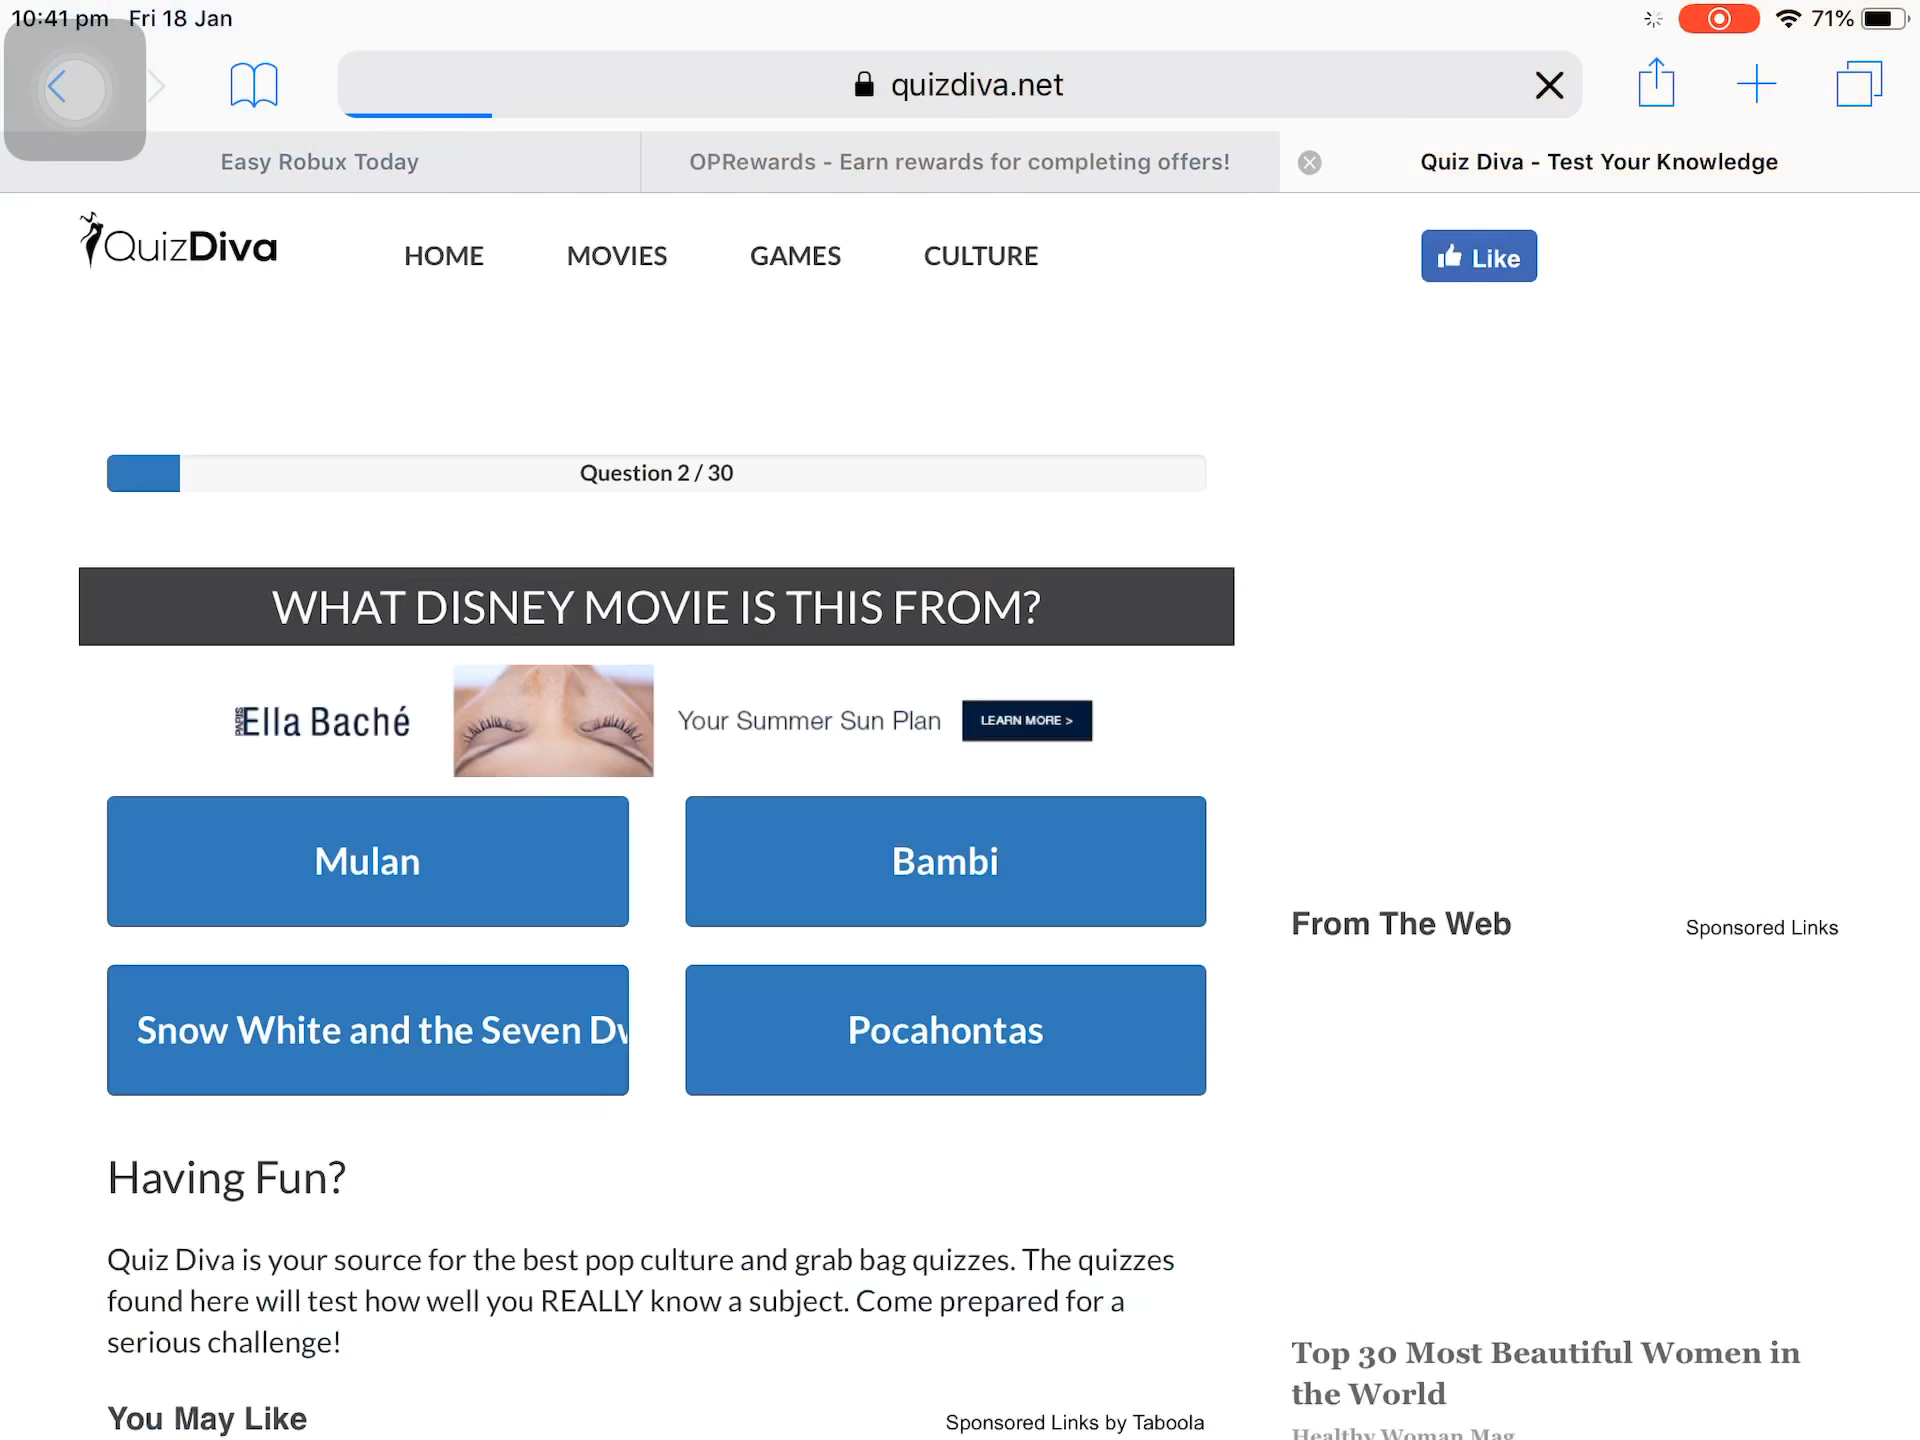 10:41 pm Fri 18 Jan
71%
quizdiva.net
Easy Robux Today
OPRewards - Earn rewards for completing offers!
Quiz Diva - Test Your Knowledge
QuizDiva
HOME
MOVIES
GAMES
CULTURE
Like
Question 2 / 30
WHAT DISNEY MOVIE IS THIS FROM?
Ella Baché PARIS
Your Summer Sun Plan
LEARN MORE >
Mulan
Bambi
Snow White and the Seven
Pocahontas
From The Web
Sponsored Links
Having Fun?
Quiz Diva is your source for the best pop culture and grab bag quizzes. The quizzes
found here will test how well you REALLY know a subject. Come prepared for a
serious challenge!
Top 30 Most Beautiful Women in
the World
Healthy Woman Mag
You May Like
Sponsored Links by Taboola